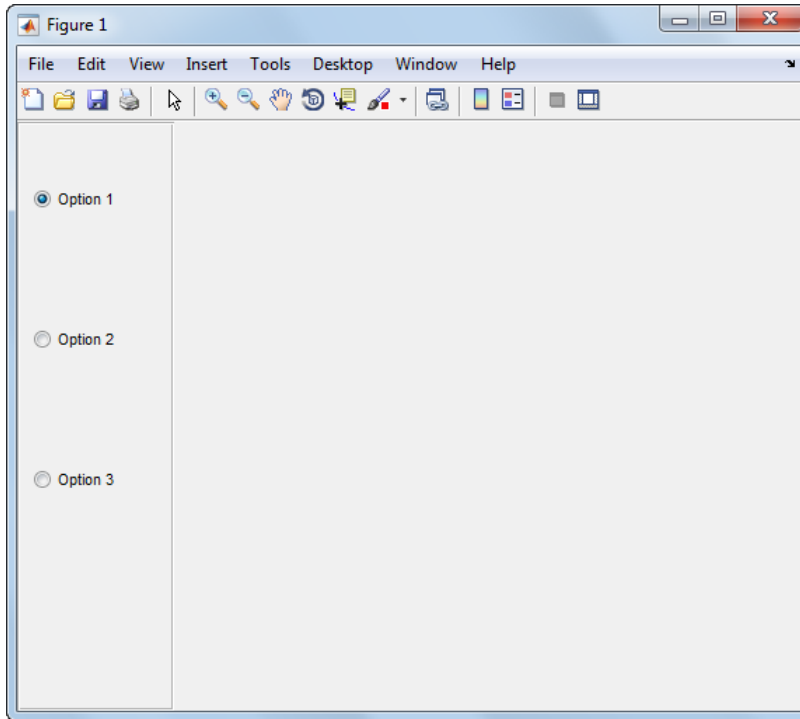 Figure 1
File Edit View Insert Tools Desktop Window Help
Option 1
Option 2
Option 3